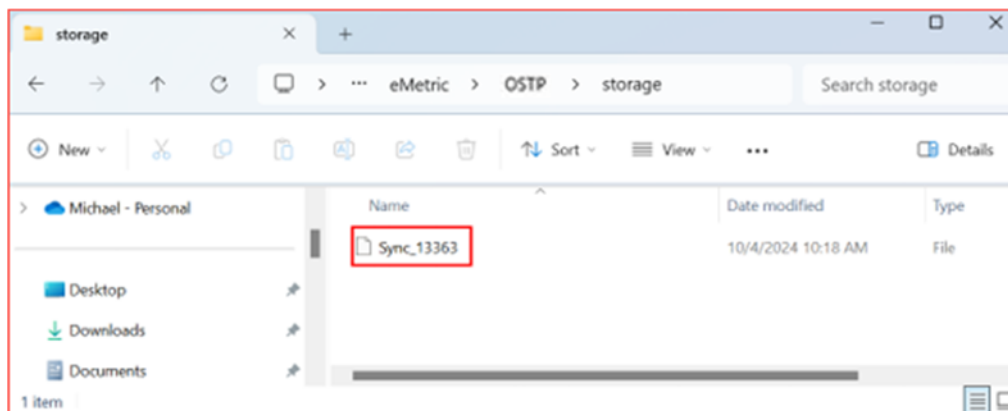 storage
... eMetric > OSTP > storage Search storage
New Sort View ... Details
Michael - Personal
Name Date modified Type
Sync_13363 10/4/2024 10:18 AM File
Desktop
Downloads
Documents
1 item